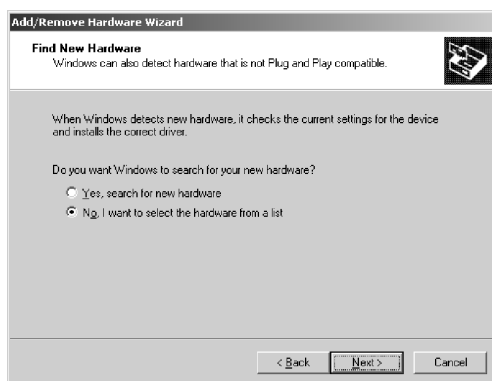 Add/Remove Hardware Wizard
Find New Hardware
Windows can also detect hardware that is not Plug and Play compatible.
When Windows detects new hardware, it checks the current settings for the device
and installs the correct driver.
Do you want Windows to search for your new hardware?
Yes, search for new hardware
No, I want to select the hardware from a list
< Back Next > Cancel